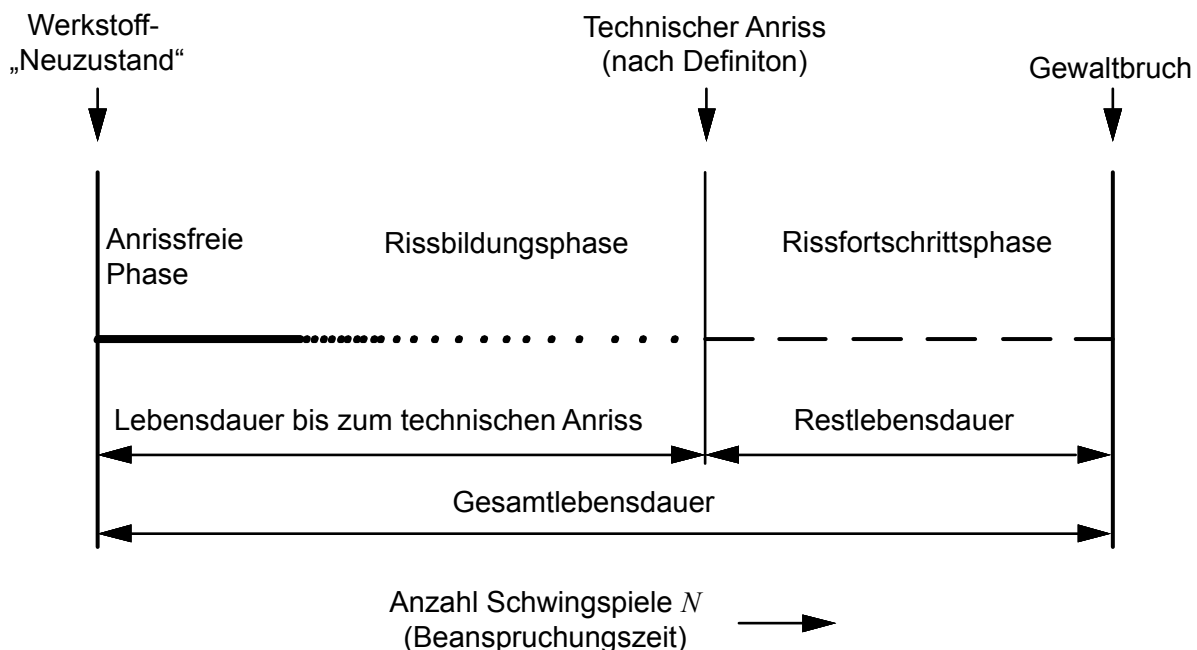 Werkstoff-
„Neuzustand“
Technischer Anriss
(nach Definiton)
Gewaltbruch
Anrissfreie
Phase
Rissbildungsphase
Rissfortschrittsphase
Lebensdauer bis zum technischen Anriss
Restlebensdauer
Gesamtlebensdauer
Anzahl Schwingspiele N
(Beanspruchungszeit)